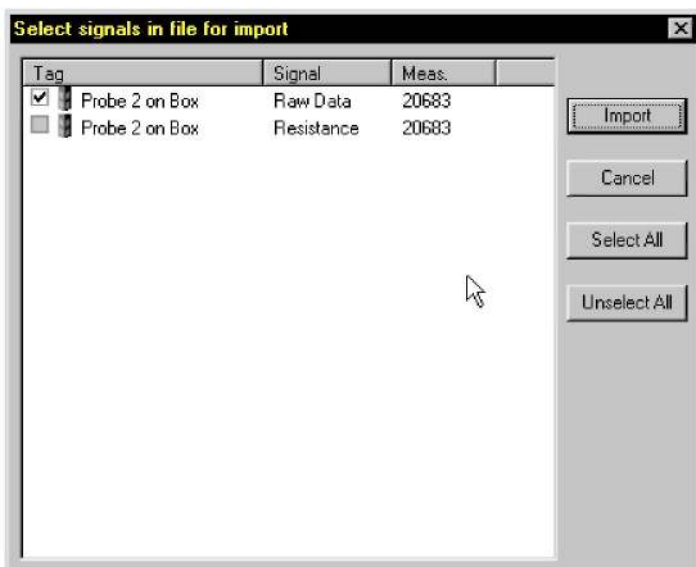 Select signals in file for import
Tag Signal Meas.
Probe 2 on Box Raw Data 20683
Probe 2 on Box Resistance 20683
Import
Cancel
Select All
Unselect All